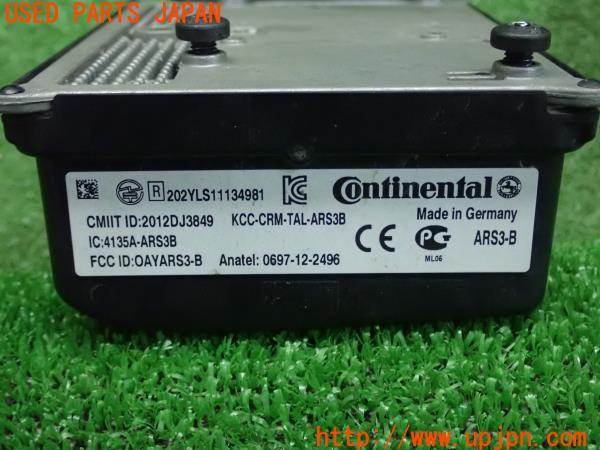 USED PARTS JAPAN
R 202YLS11134981
Continental
CMIIT ID:2012DJ3849 KCC-CRM-TAL-ARS3B
Made in Germany
IC:4135A-ARS3B
CE
ARS3-B
FCC ID:OAYARS3-B Anatel: 0697-12-2496
ML06
http://www.upjpn.com/